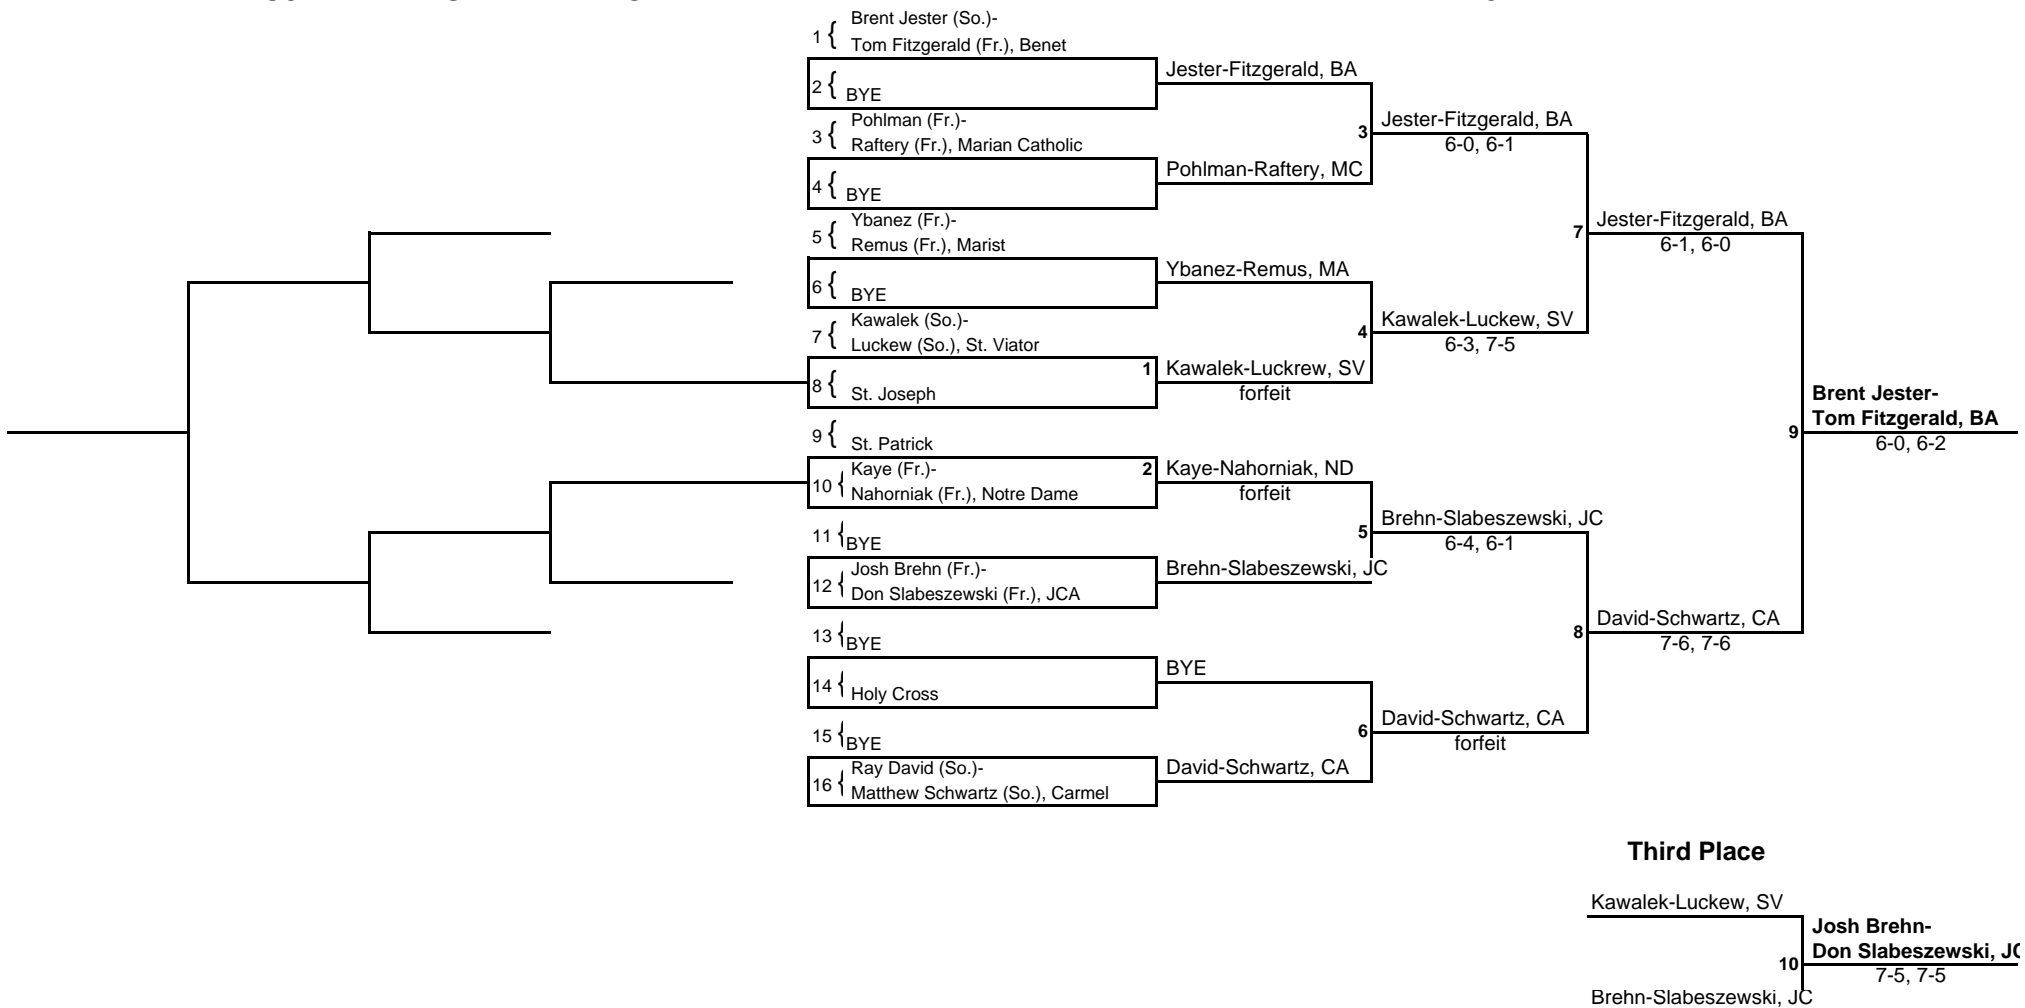 1 { Brent Jester (So.)-
Tom Fitzgerald (Fr.), Benet
2 { BYE
3 { Pohlman (Fr.)-
Raftery (Fr.), Marian Catholic
4 { BYE
5 { Ybanez (Fr.)-
Remus (Fr.), Marist
6 { BYE
7 { Kawalek (So.)-
Luckew (So.), St. Viator
8 { St. Joseph
9 { St. Patrick
10 { Kaye (Fr.)-
Nahorniak (Fr.), Notre Dame
11 { BYE
12 { Josh Brehn (Fr.)-
Don Slabeszewski (Fr.), JCA
13 { BYE
14 { Holy Cross
15 { BYE
16 { Ray David (So.)-
Matthew Schwartz (So.), Carmel
Jester-Fitzgerald, BA
Pohlman-Raftery, MC
Ybanez-Remus, MA
1 Kawalek-Luckrew, SV
forfeit
2 Kaye-Nahorniak, ND
forfeit
Brehn-Slabeszewski, JC
BYE
David-Schwartz, CA
3 Jester-Fitzgerald, BA
6-0, 6-1
4 Kawalek-Luckew, SV
6-3, 7-5
5 Brehn-Slabeszewski, JC
6-4, 6-1
6 David-Schwartz, CA
forfeit
7 Jester-Fitzgerald, BA
6-1, 6-0
8 David-Schwartz, CA
7-6, 7-6
Brent Jester-
9 Tom Fitzgerald, BA
6-0, 6-2
Third Place
Kawalek-Luckew, SV
Josh Brehn-
10 Don Slabeszewski, JC
7-5, 7-5
Brehn-Slabeszewski, JC